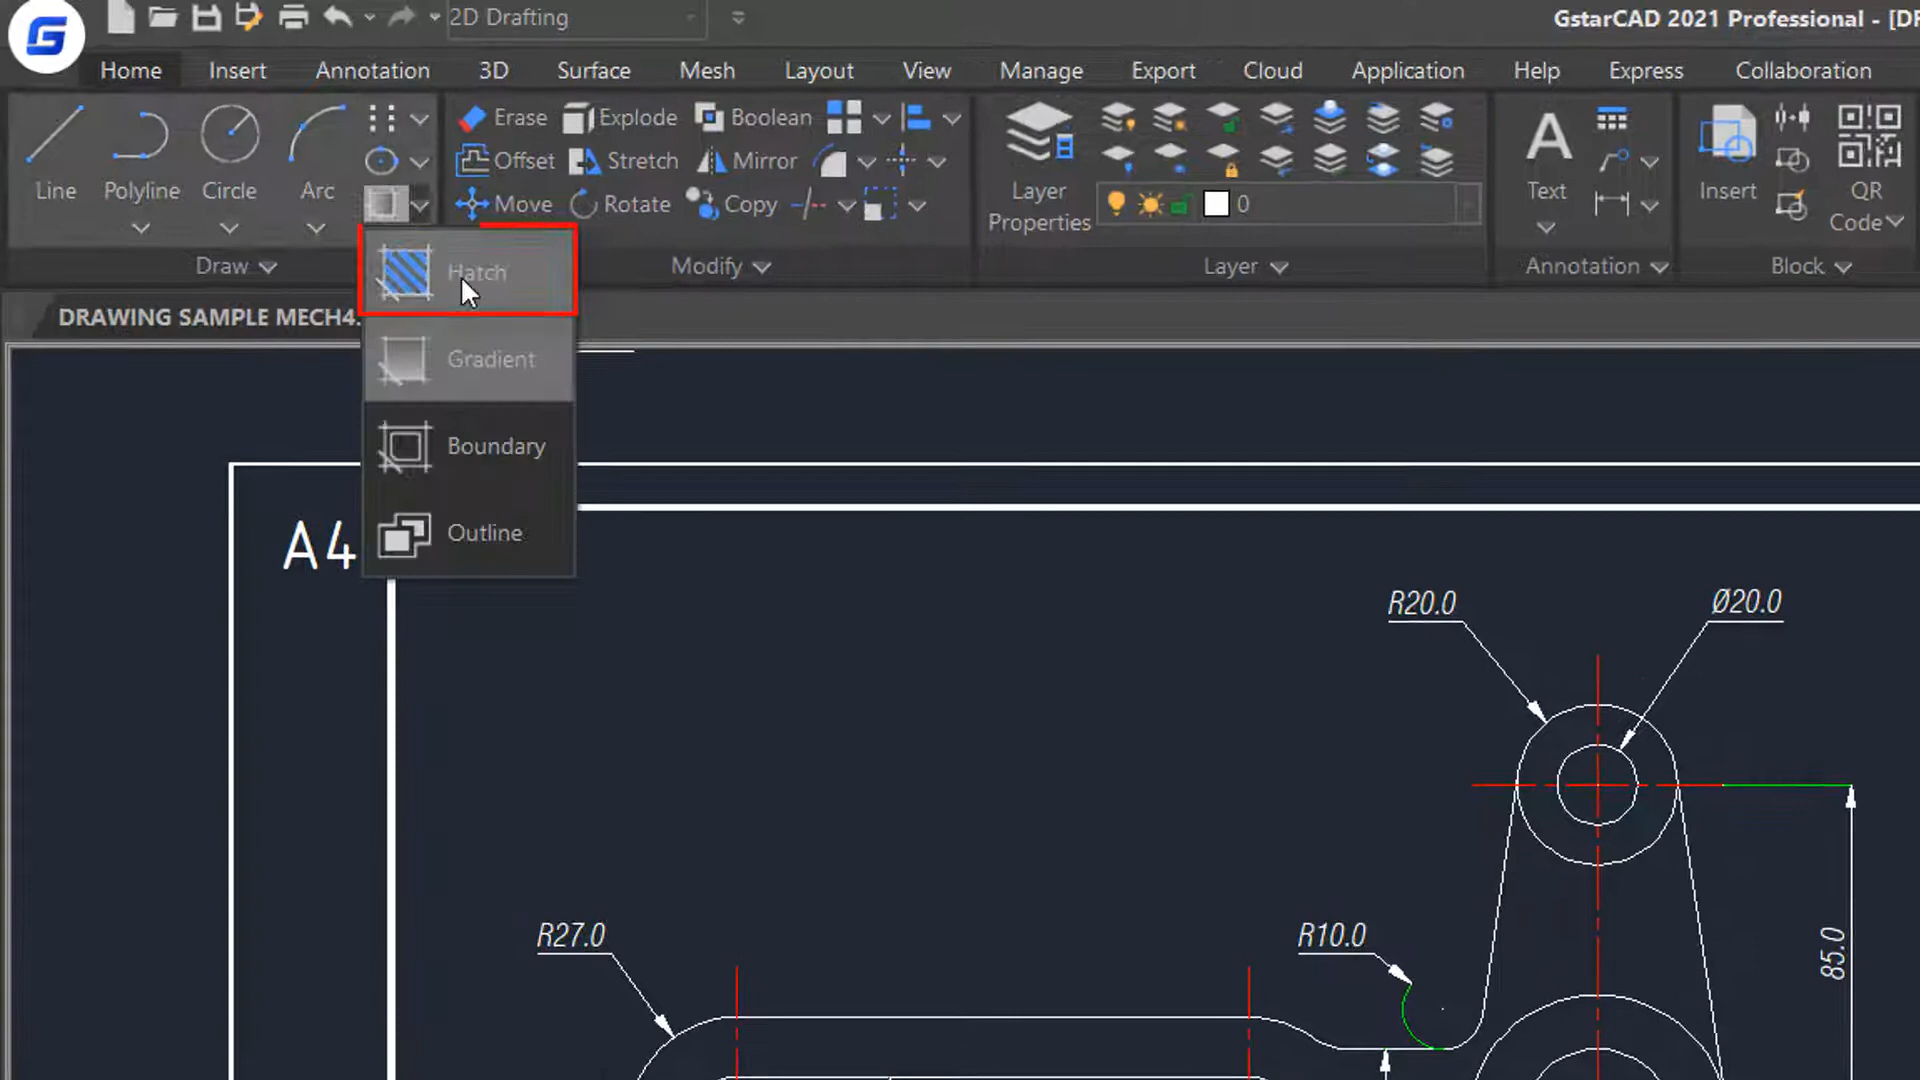 2D Drafting
GstarCAD 2021 Professional - [DR
Home Insert Annotation 3D Surface Mesh Layout View Manage Export Cloud Application Help Express Collaboration
Line Polyline Circle Arc
Erase Explode Boolean
Offset Stretch Mirror
Move Rotate Copy
Layer
Properties
0
Text
Insert
QR
Code
Draw Modify Layer Annotation Block
Hatch
Gradient
Boundary
Outline
DRAWING SAMPLE MECH4.
A4
R20.0
Ø20.0
R27.0
R10.0
85.0